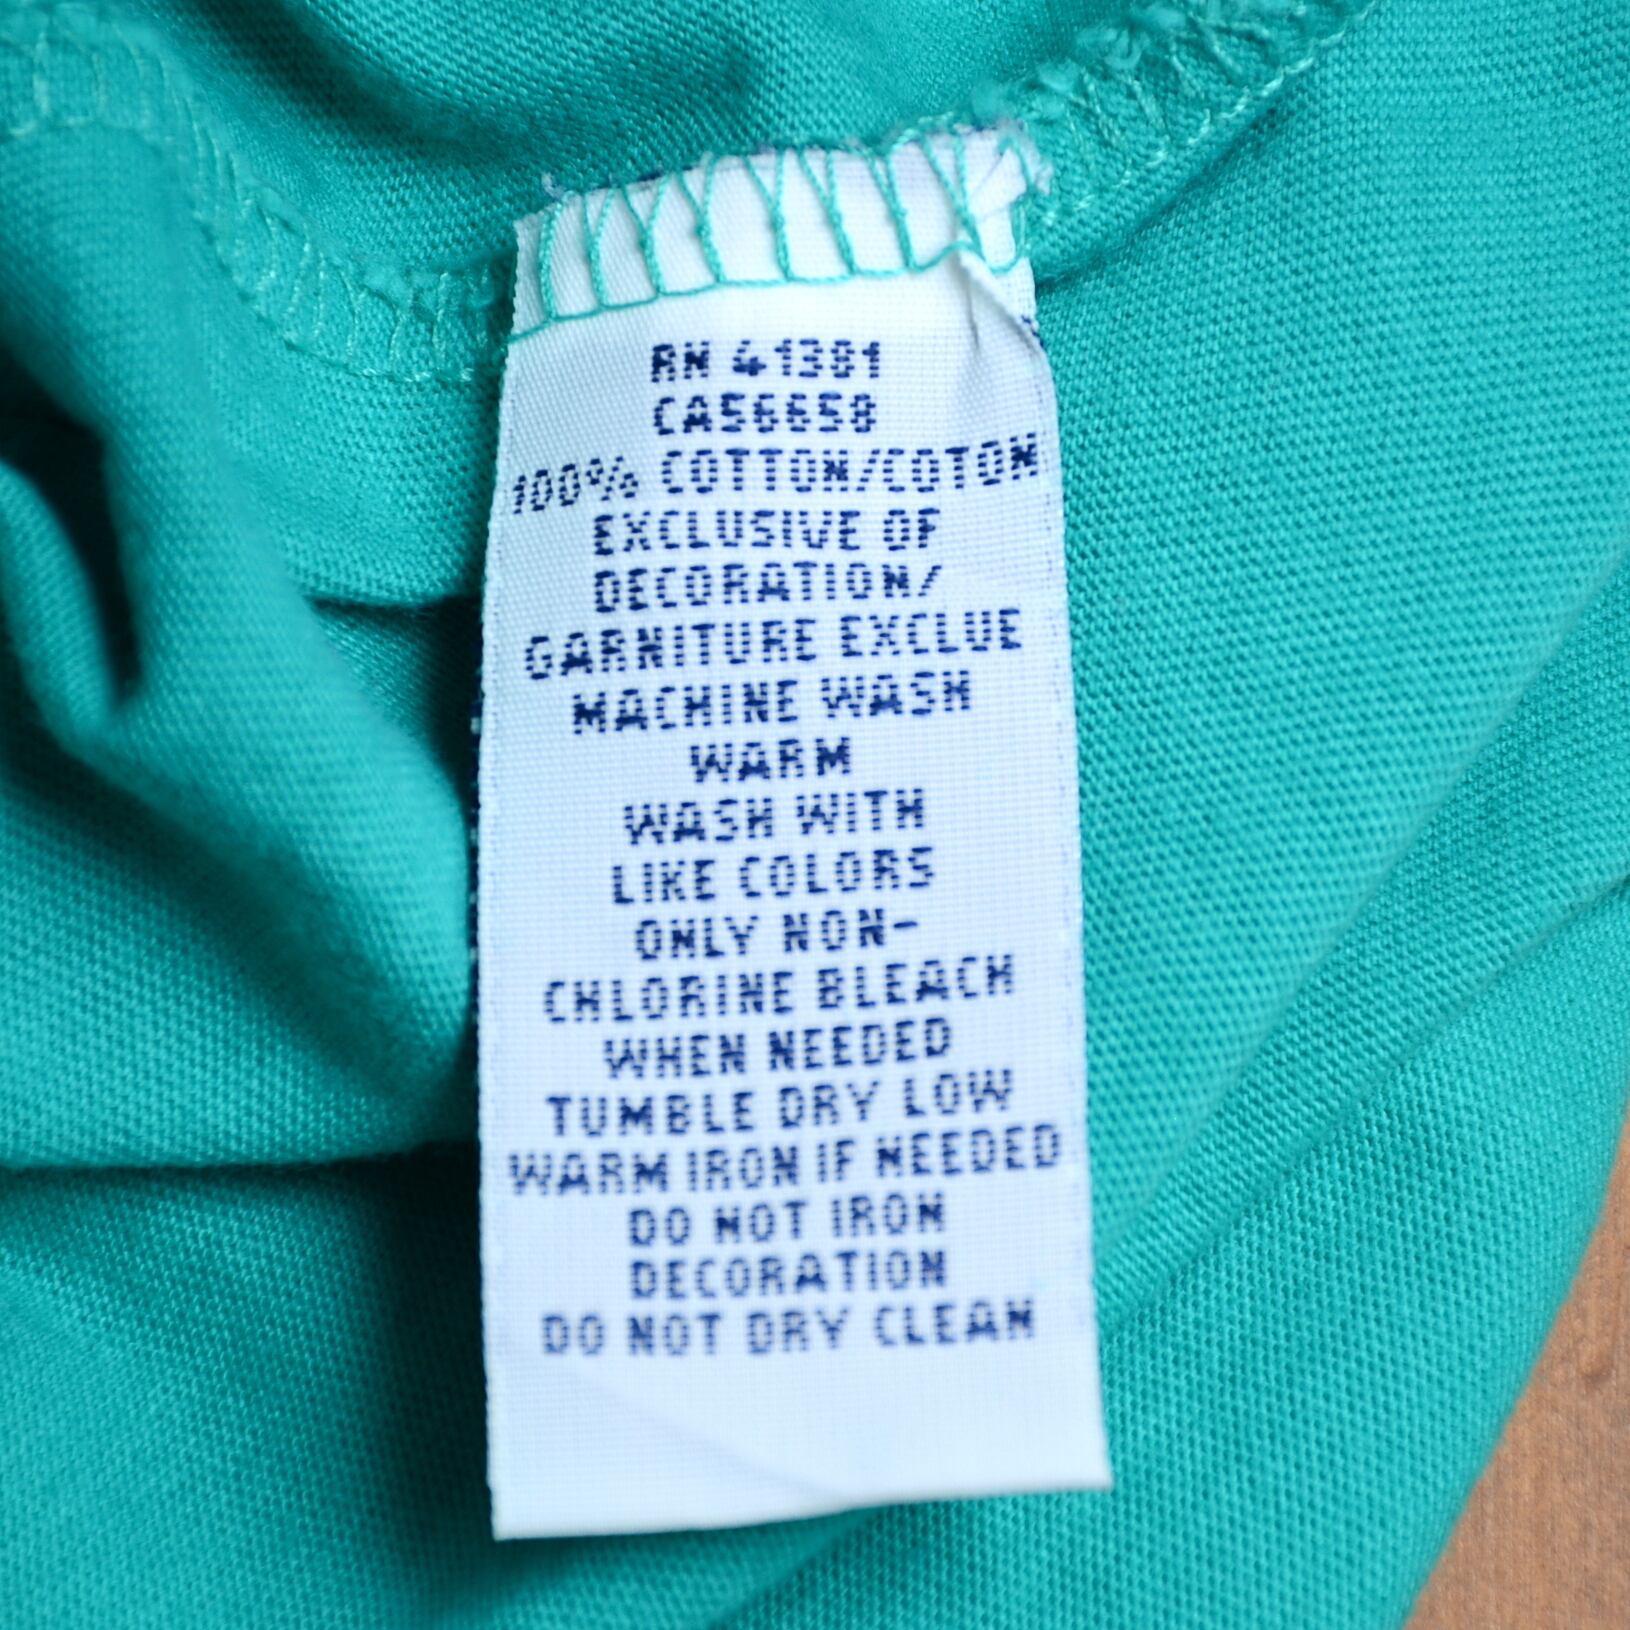 RN 41381
CA56658
100% COTTON/COTON
EXCLUSIVE OF
DECORATION/
GARNITURE EXCLUE
MACHINE WASH
WARM
WASH WITH
LIKE COLORS
ONLY NON-
CHLORINE BLEACH
WHEN NEEDED
TUMBLE DRY LOW
WARM IRON IF NEEDED
DO NOT IRON
DECORATION
DO NOT DRY CLEAN